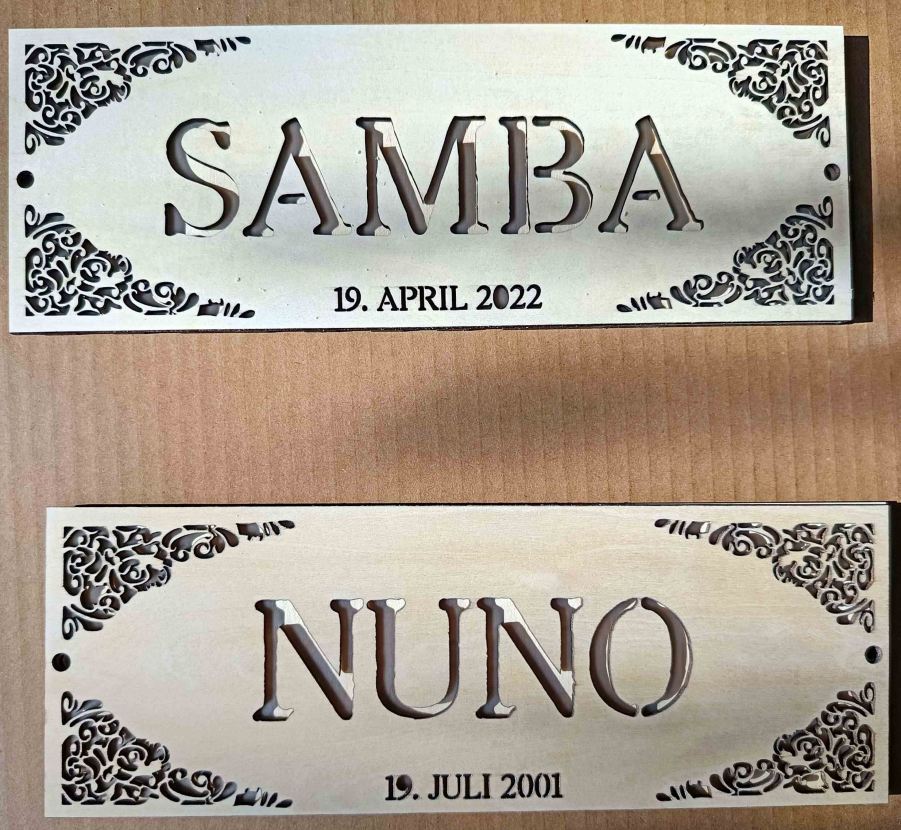 SAMBA
19. APRIL 2022
NUNO
19. JULI 2001